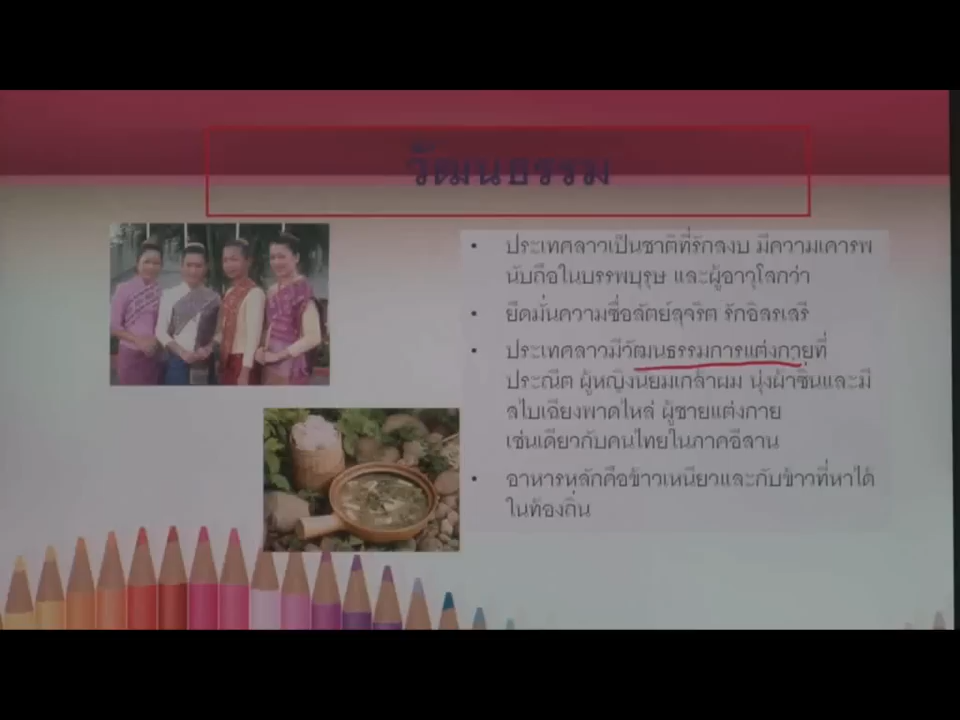 วัฒนธรรม
• ประเทศลาวเป็นชาติที่รักสงบ มีความเคารพ
นับถือในบรรพบุรุษ และผู้อาวุโสกว่า
• ยึดมั่นความซื่อสัตย์สุจริต รักอิสรเสรี
• ประเทศลาวมีวัฒนธรรมการแต่งกายที่
ประณีต ผู้หญิงนิยมเกล้าผม นุ่งผ้าซิ่นและมี
สไบเฉียงพาดไหล่ ผู้ชายแต่งกาย
เช่นเดียวกับคนไทยในภาคอีสาน
• อาหารหลักคือข้าวเหนียวและกับข้าวที่หาได้
ในท้องถิ่น